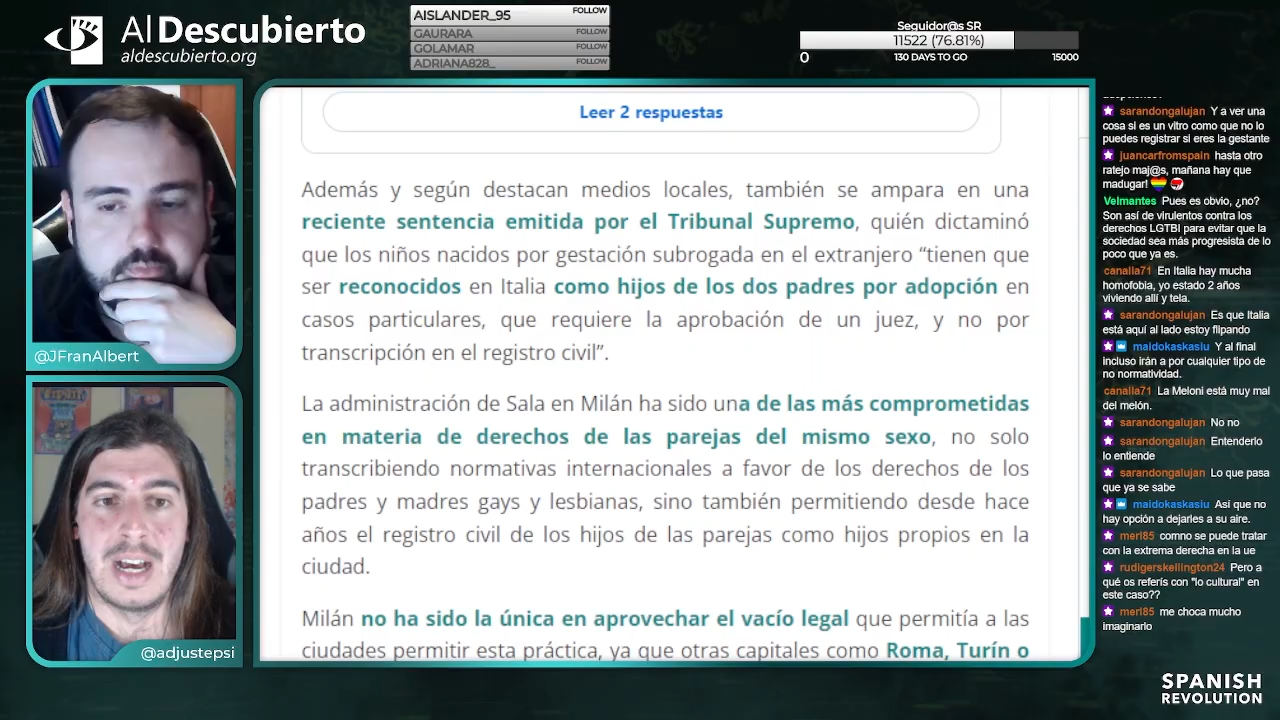 Al Descubierto
aldescubierto.org
AISLANDER_95 FOLLOW
GAURARA FOLLOW
GOLAMAR FOLLOW
ADRIANA828_ FOLLOW
Seguidor@s SR
11522 (76.81%)
0 130 DAYS TO GO 15000
@JFranAlbert
@adjustepsi
Leer 2 respuestas
Además y según destacan medios locales, también se ampara en una
reciente sentencia emitida por el Tribunal Supremo, quién dictaminó
que los niños nacidos por gestación subrogada en el extranjero “tienen que
ser reconocidos en Italia como hijos de los dos padres por adopción en
casos particulares, que requiere la aprobación de un juez, y no por
transcripción en el registro civil”.
La administración de Sala en Milán ha sido una de las más comprometidas
en materia de derechos de las parejas del mismo sexo, no solo
transcribiendo normativas internacionales a favor de los derechos de los
padres y madres gays y lesbianas, sino también permitiendo desde hace
años el registro civil de los hijos de las parejas como hijos propios en la
ciudad.
Milán no ha sido la única en aprovechar el vacío legal que permitía a las
ciudades permitir esta práctica, ya que otras capitales como Roma, Turín o
sarandongalujan Y a ver una
cosa si es un vitro como que no lo
puedes registrar si eres la gestante
juancarfromspain hasta otro
ratejo maj@s, mañana hay que
madugar!
Velmantes Pues es obvio, ¿no?
Son así de virulentos contra los
derechos LGTBI para evitar que la
sociedad sea más progresista de lo
poco que ya es.
canalla71 En Italia hay mucha
homofobia, yo estado 2 años
viviendo allí y tela.
sarandongalujan Es que Italia
está aquí al lado estoy flipando
maidokaskasiu Y al final
incluso irán a por cualquier tipo de
no normatividad.
canalla71 La Meloni está muy mal
del melón.
sarandongalujan No no
sarandongalujan Entenderlo
lo entiende
sarandongalujan Lo que pasa
que ya se sabe
maidokaskasiu Asi que no
hay opción a dejarles a su aire.
merl85 comno se puede tratar
con la extrema derecha en la ue
rudigerskellington24 Pero a
qué os referís con "lo cultural" en
este caso??
merl85 me choca mucho
imaginarlo
SPANISH
REVOLUTION